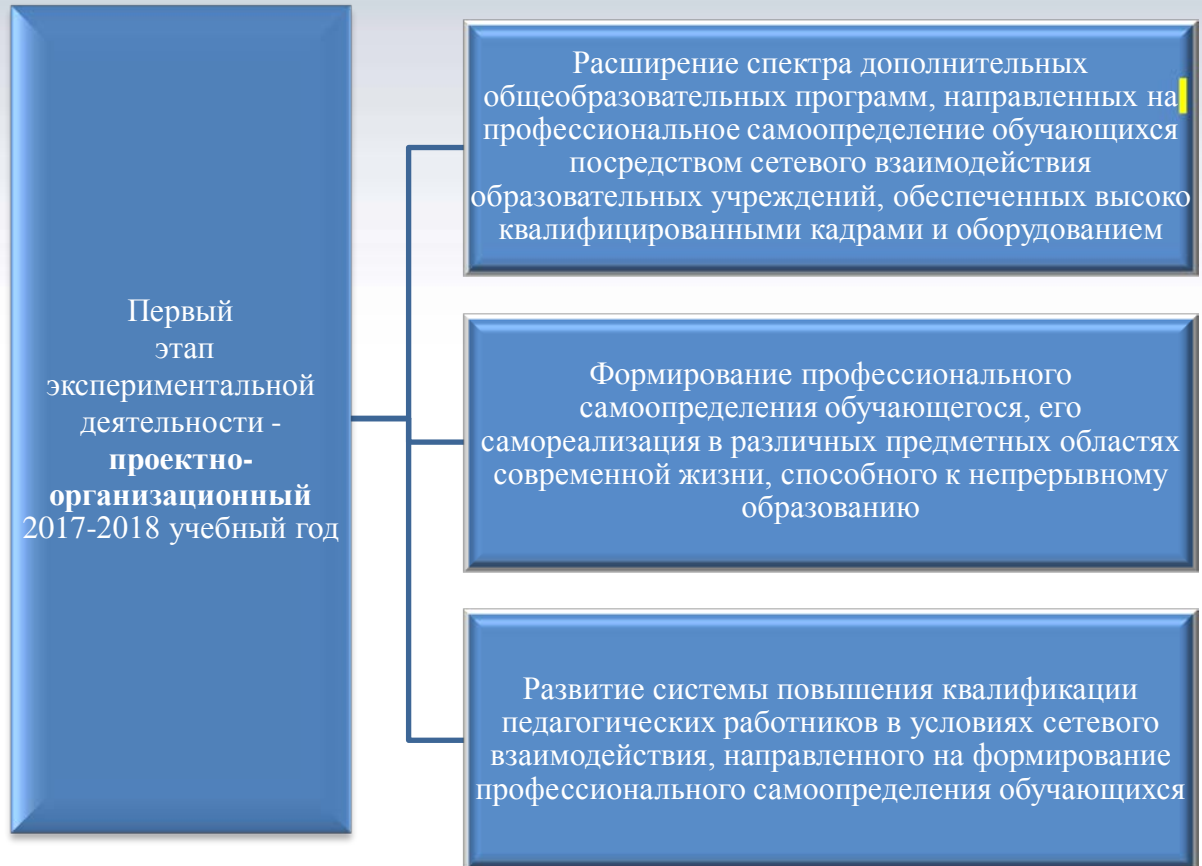 Первый
этап
экспериментальной
деятельности -
проектно-
организационный
2017-2018 учебный год
Расширение спектра дополнительных
общеобразовательных программ, направленных на
профессиональное самоопределение обучающихся
посредством сетевого взаимодействия
образовательных учреждений, обеспеченных высоко
квалифицированными кадрами и оборудованием
Формирование профессионального
самоопределения обучающегося, его
самореализация в различных предметных областях
современной жизни, способного к непрерывному
образованию
Развитие системы повышения квалификации
педагогических работников в условиях сетевого
взаимодействия, направленного на формирование
профессионального самоопределения обучающихся